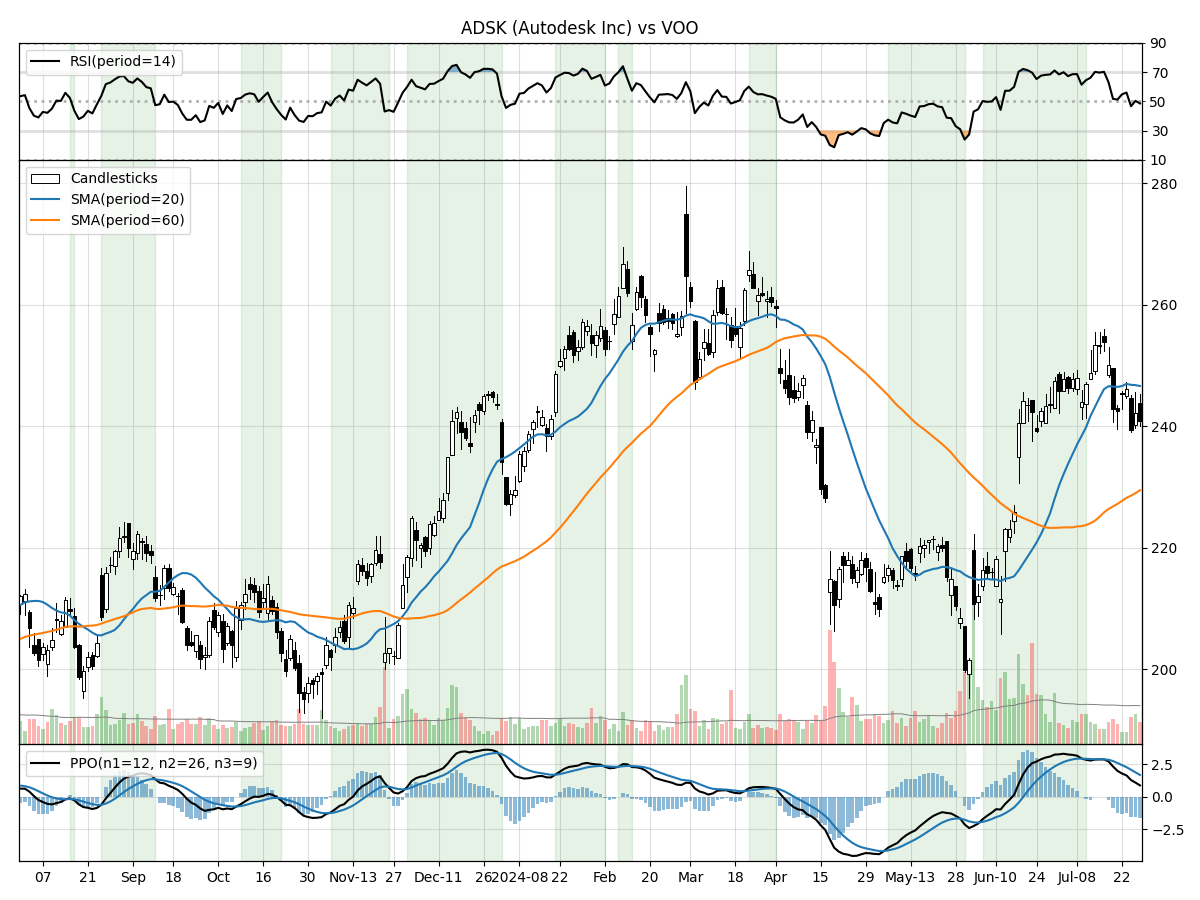 ADSK (Autodesk Inc) vs VOO
RSI(period=14)
90
70
50
30
10
Candlesticks
SMA(period=20)
SMA(period=60)
280
260
240
220
200
PPO(n1=12, n2=26, n3=9)
2.5
0.0
−2.5
07 21 Sep 18 Oct 16 30 Nov-13 27 Dec-11 26 2024-08 22 Feb 20 Mar 18 Apr 15 29 May-13 28 Jun-10 24 Jul-08 22